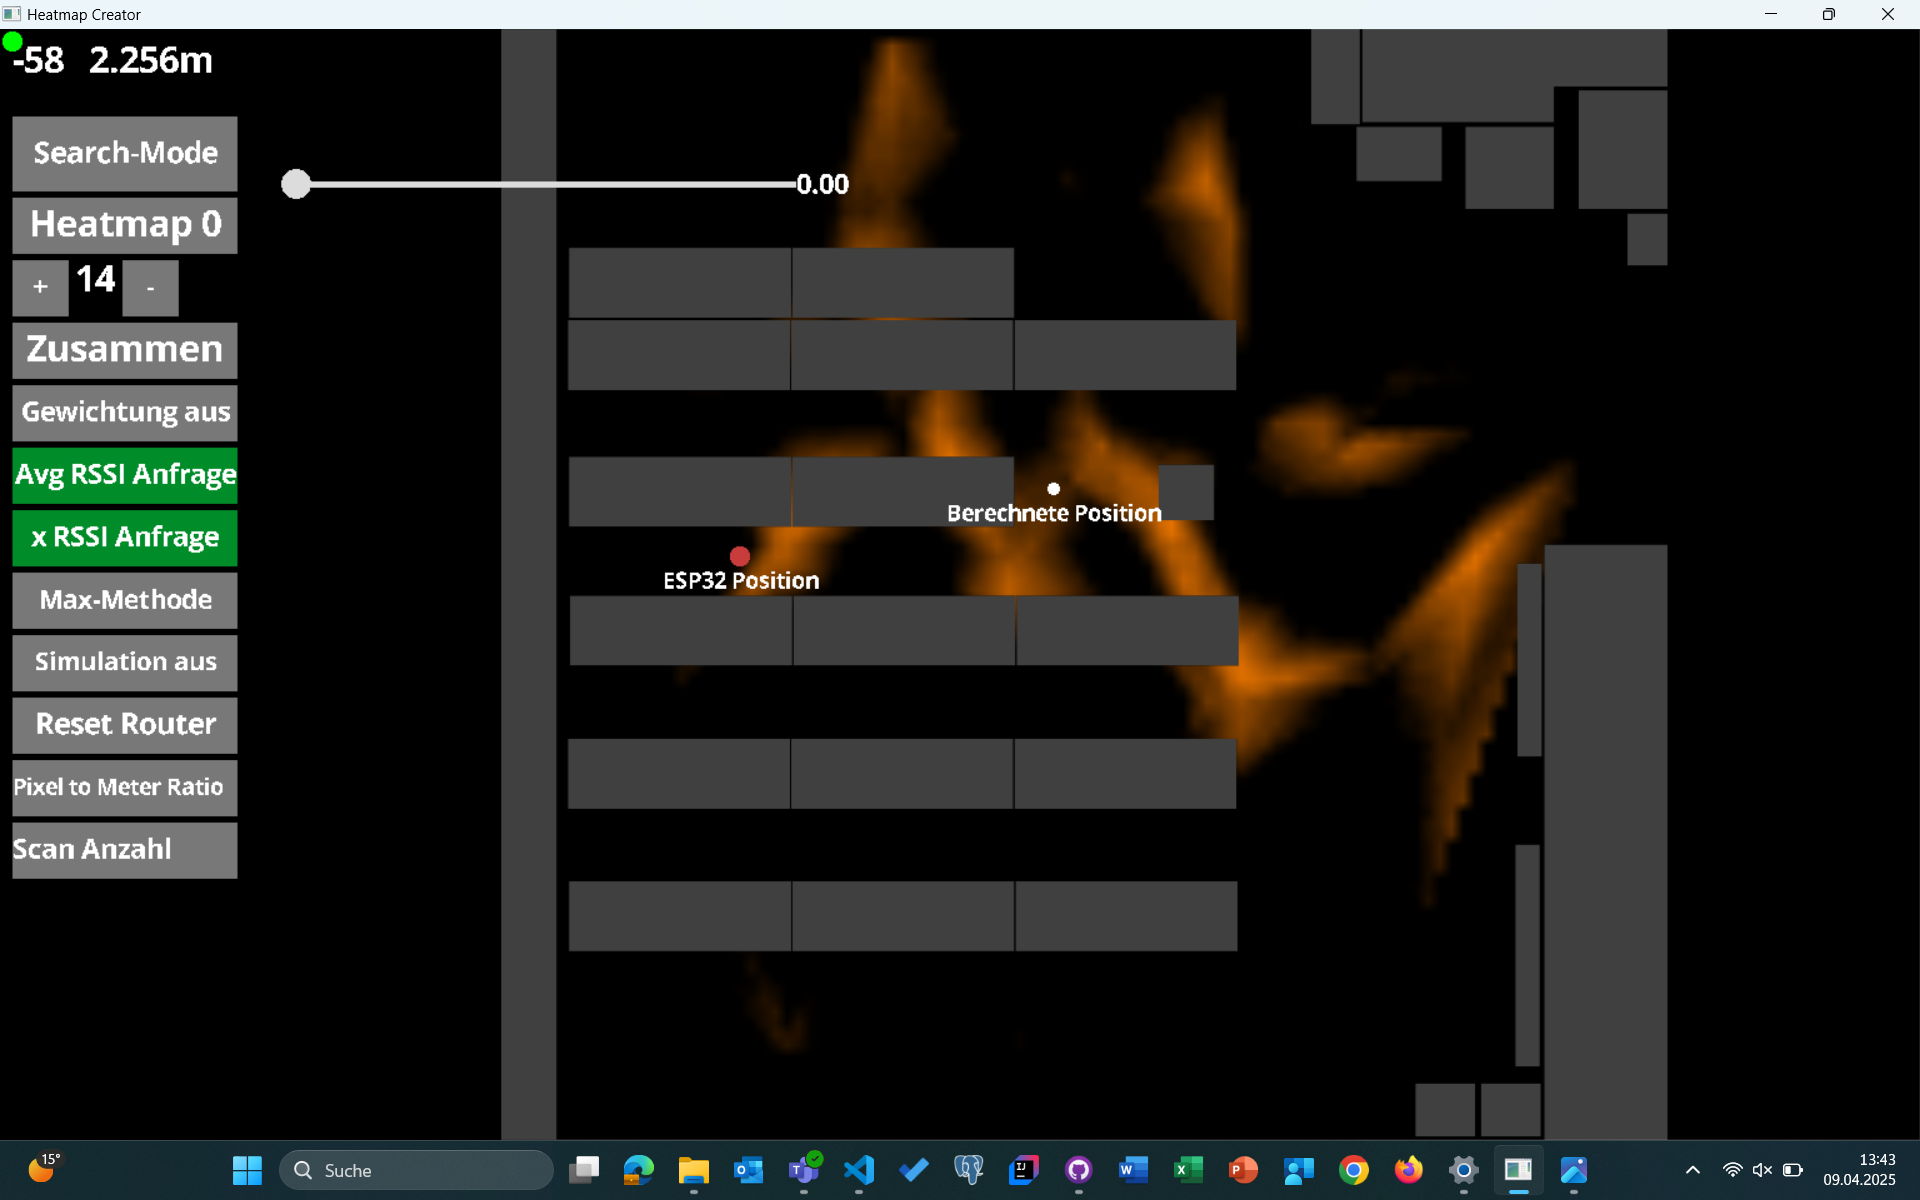 Heatmap Creator
-58 2.256m
Search-Mode
0.00
Heatmap 0
+ 14 -
Zusammen
Gewichtung aus
Avg RSSI Anfrage
x RSSI Anfrage
Max-Methode
Simulation aus
Reset Router
Pixel to Meter Ratio
Scan Anzahl
Berechnete Position
ESP32 Position
15°
Suche
13:43
09.04.2025